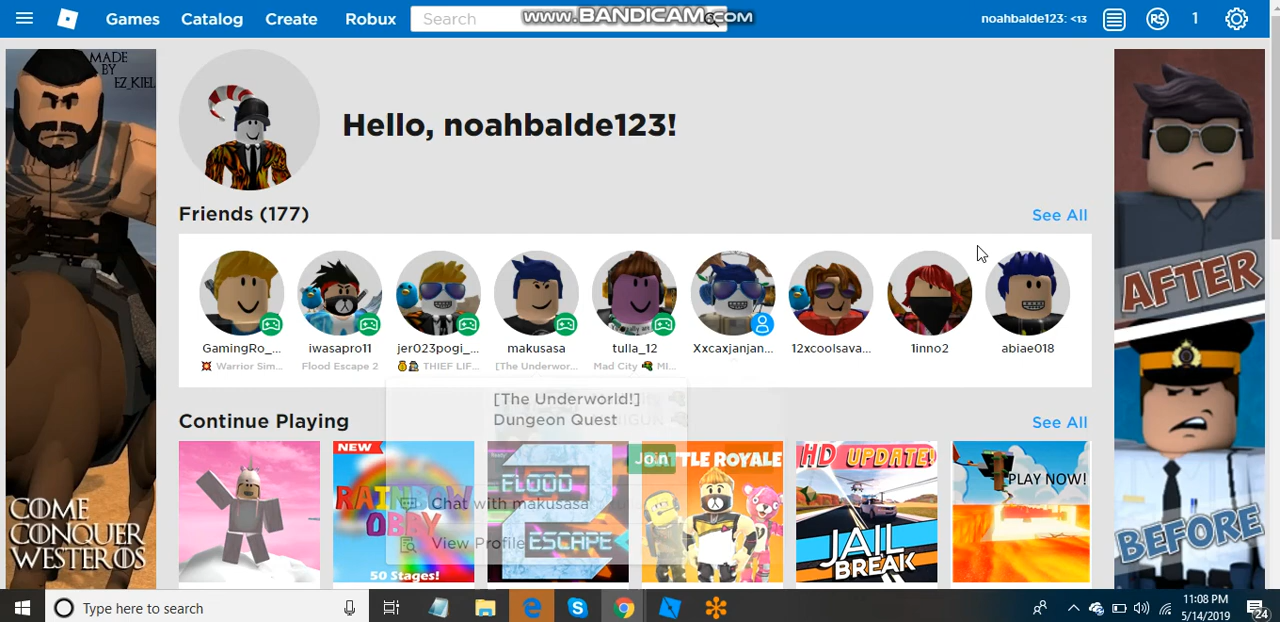 Games
Catalog
Create
Robux
Search
WWW.BANDICAM.COM
noahbalde123: <13
R$
1
MADE
BY
EZ_KIEL
Hello, noahbalde123!
Friends (177)
See All
GamingRo_...
iwasapro11
jer023pogi_...
makusasa
tulla_12
Xxcaxjanjan...
12xcoolsava...
1inno2
abiae018
Warrior Sim...
Flood Escape 2
THIEF LIF...
[The Underwor...
Mad City
MI...
[The Underworld!]
Dungeon Quest
Join
Chat with makusasa
View Profile
Continue Playing
See All
NEW
RAINBOW
OBBY
50 Stages!
FLOOD
2
ESCAPE
TTLE ROYALE
HD UPDATE!
JAIL
BREAK
PLAY NOW!
COME
CONQUER
WESTEROS
AFTER
BEFORE
Type here to search
11:08 PM
5/14/2019
24